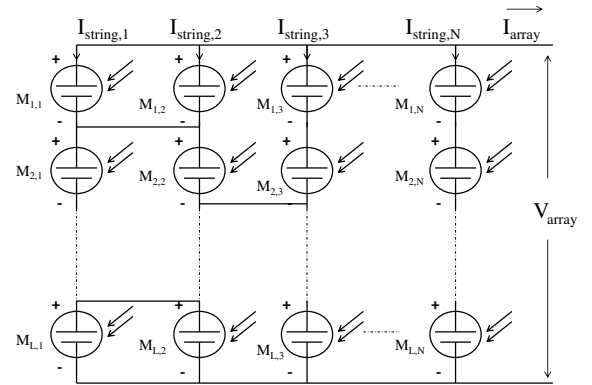 I_string,1 I_string,2 I_string,3 I_string,N I_array
+ + + +
M_1,1 M_1,2 M_1,3 M_1,N
- - - -
+ + + +
M_2,1 M_2,2 M_2,3 M_2,N
- - - -
V_array
+ + + +
M_L,1 M_L,2 M_L,3 M_L,N
- - - -